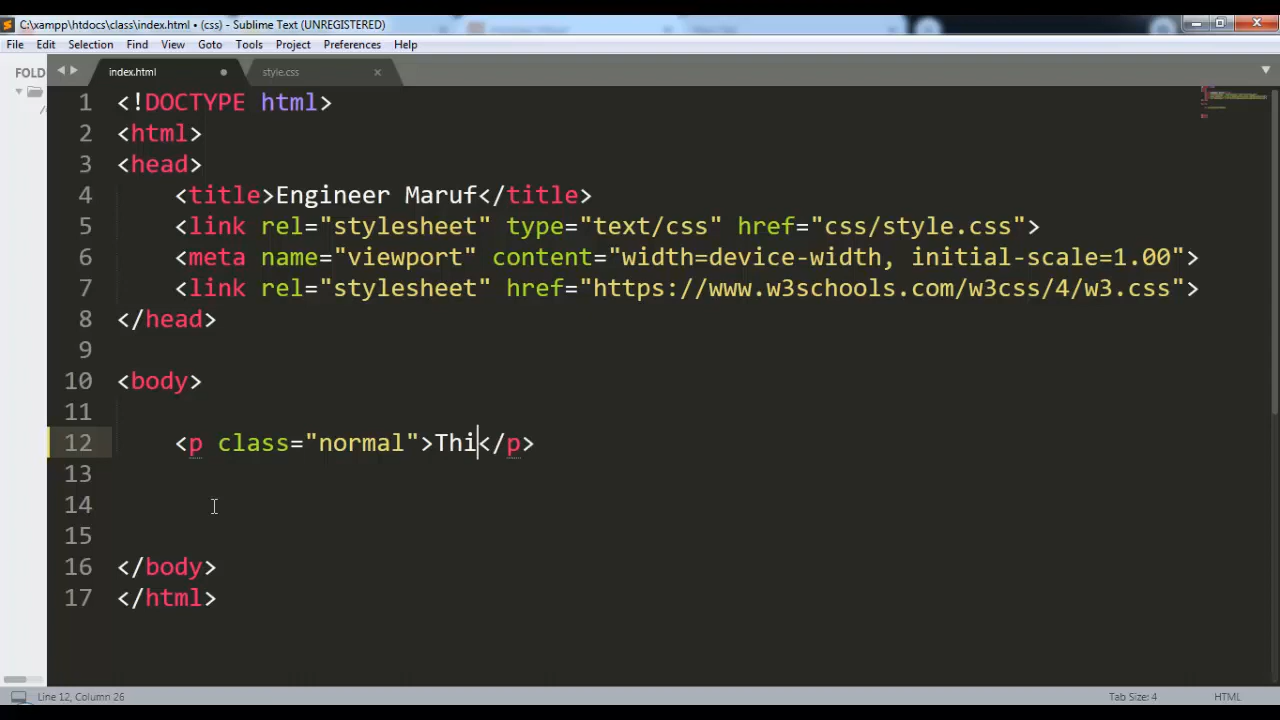 C:\xampp\htdocs\class\index.html • (css) - Sublime Text (UNREGISTERED)
File Edit Selection Find View Goto Tools Project Preferences Help
FOLD
index.html style.css
1 <!DOCTYPE html>
2 <html>
3 <head>
4 <title>Engineer Maruf</title>
5 <link rel="stylesheet" type="text/css" href="css/style.css">
6 <meta name="viewport" content="width=device-width, initial-scale=1.00">
7 <link rel="stylesheet" href="https://www.w3schools.com/w3css/4/w3.css">
8 </head>
9
10 <body>
11
12 <p class="normal">Thi</p>
13
14
15
16 </body>
17 </html>
Line 12, Column 26 Tab Size: 4 HTML